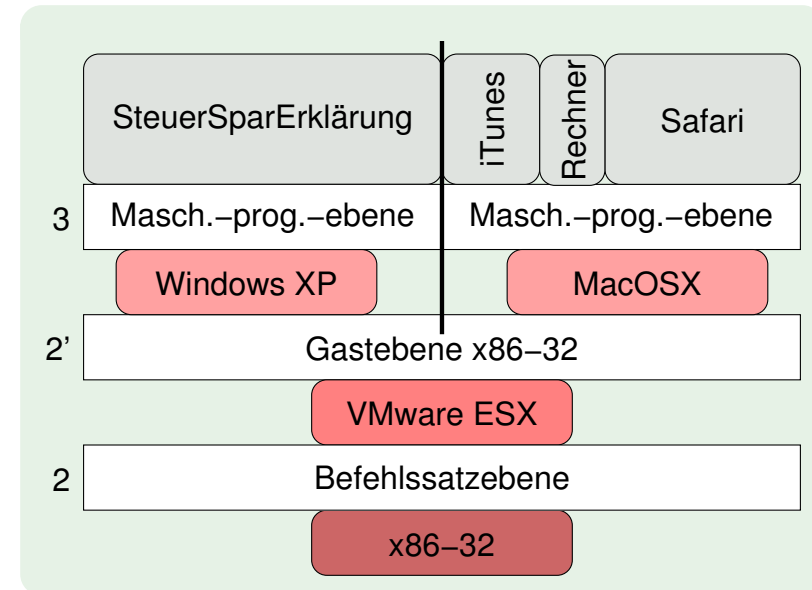 SteuerSparErklärung
iTunes
Rechner
Safari
3 Masch.−prog.−ebene Masch.−prog.−ebene
Windows XP MacOSX
2’ Gastebene x86−32
VMware ESX
2 Befehlssatzebene
x86−32